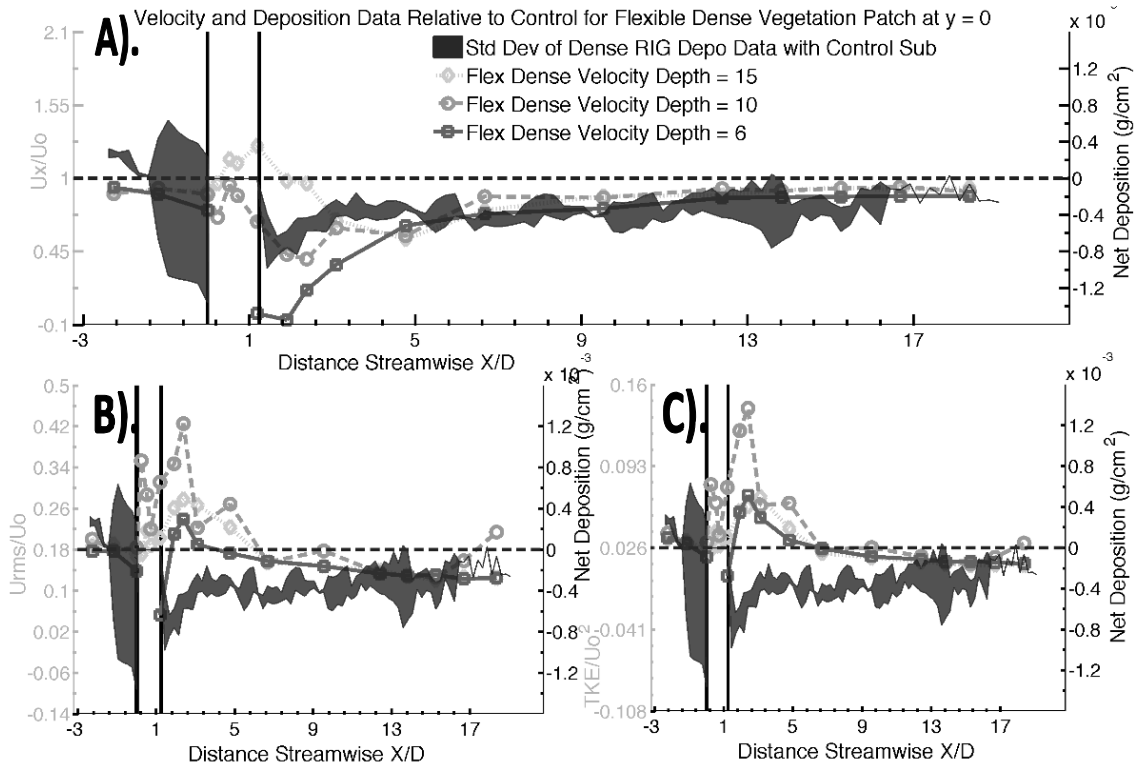 Velocity and Deposition Data Relative to Control for Flexible Dense Vegetation Patch at y = 0
A).
Std Dev of Dense RIG Depo Data with Control Sub
Flex Dense Velocity Depth = 15
Flex Dense Velocity Depth = 10
Flex Dense Velocity Depth = 6
Ux/Uo
2.1
1.55
1
0.45
-0.1
x 10
1.2
0.8
0.4
0
-0.4
-0.8
-1.2
Net Deposition (g/cm²)
-3
1
5
9
13
17
Distance Streamwise X/D
B).
Urms/Uo
0.5
0.42
0.34
0.26
0.18
0.1
0.02
-0.06
-0.14
x 10
-3
1.2
0.8
0.4
0
-0.4
-0.8
-1.2
Net Deposition (g/cm²)
-3
1
5
9
13
17
Distance Streamwise X/D
C).
TKE/Uo²
0.16
0.093
0.026
-0.041
-0.108
x 10⁻³
1.2
0.8
0.4
0
-0.4
-0.8
-1.2
Net Deposition (g/cm²)
-3
1
5
9
13
17
Distance Streamwise X/D